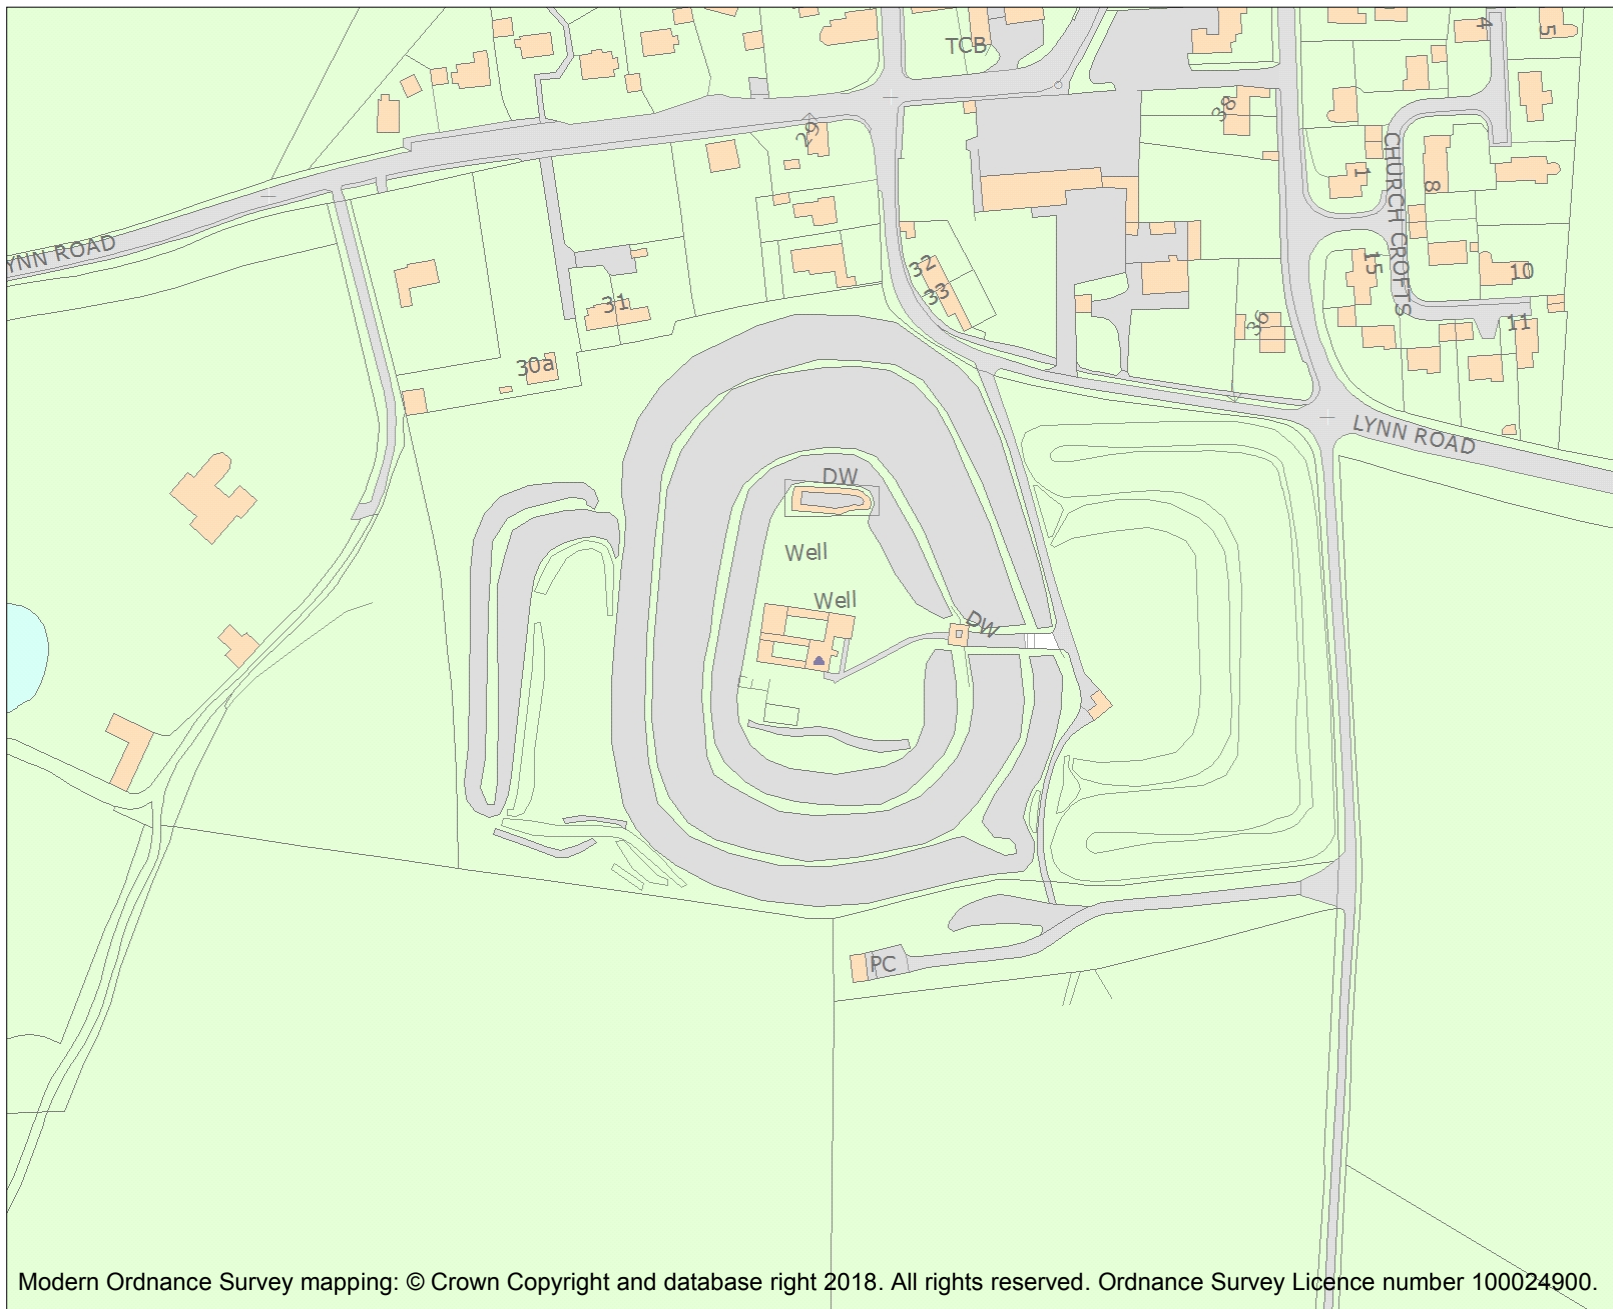 TCB
4
5
38
29
CHURCH CROFTS
1
8
YNN ROAD
32
33
15
10
31
36
11
30a
LYNN ROAD
DW
Well
Well
DW
PC
Modern Ordnance Survey mapping: © Crown Copyright and database right 2018. All rights reserved. Ordnance Survey Licence number 100024900.